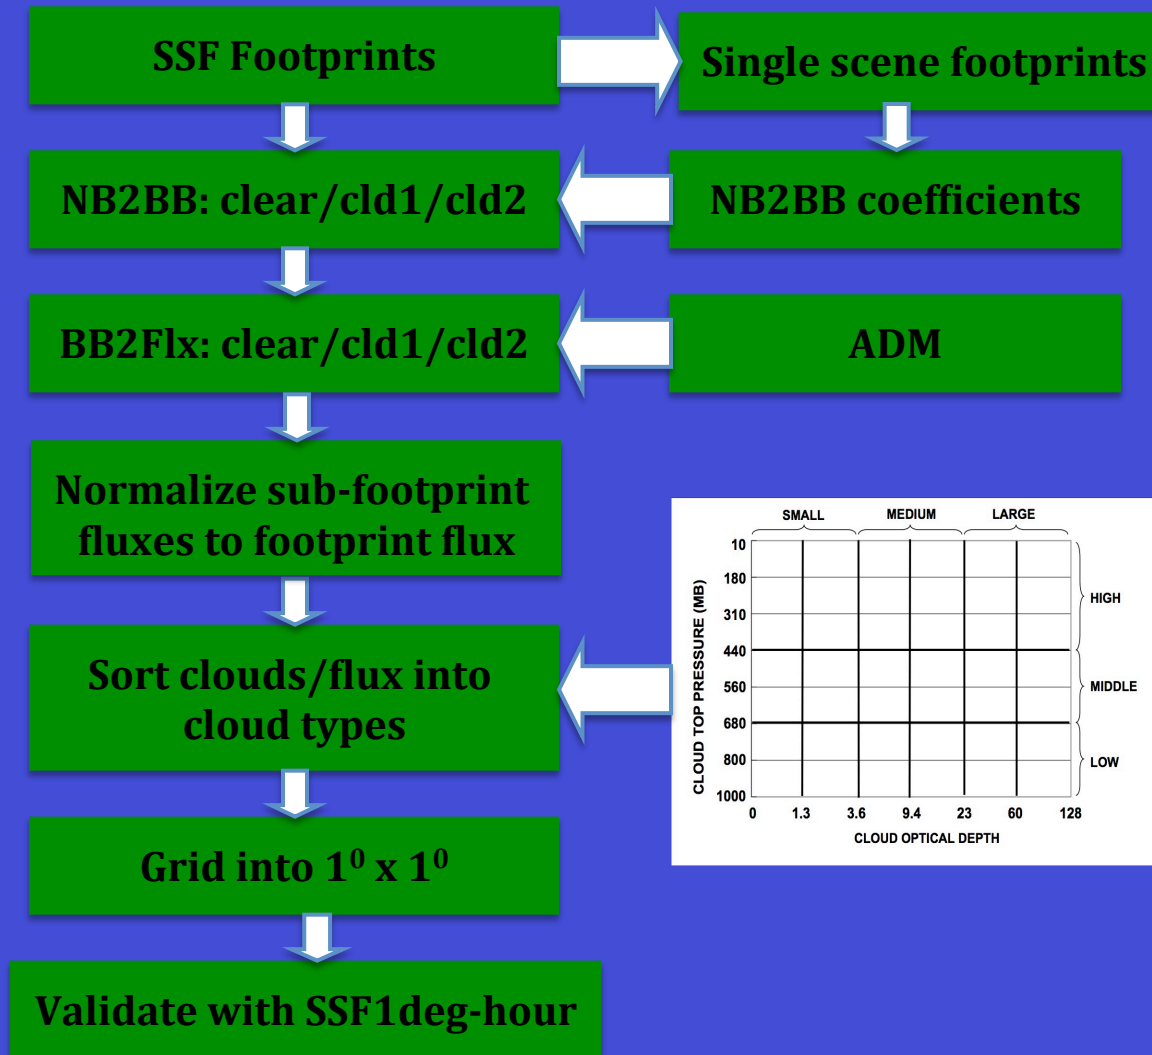 SSF Footprints
Single scene footprints
NB2BB: clear/cld1/cld2
NB2BB coefficients
BB2Flx: clear/cld1/cld2
ADM
Normalize sub-footprint
fluxes to footprint flux
Sort clouds/flux into
cloud types
SMALL MEDIUM LARGE
CLOUD TOP PRESSURE (MB)
10
180
310
440
560
680
800
1000
HIGH
MIDDLE
LOW
0 1.3 3.6 9.4 23 60 128
CLOUD OPTICAL DEPTH
Grid into 1⁰ x 1⁰
Validate with SSF1deg-hour